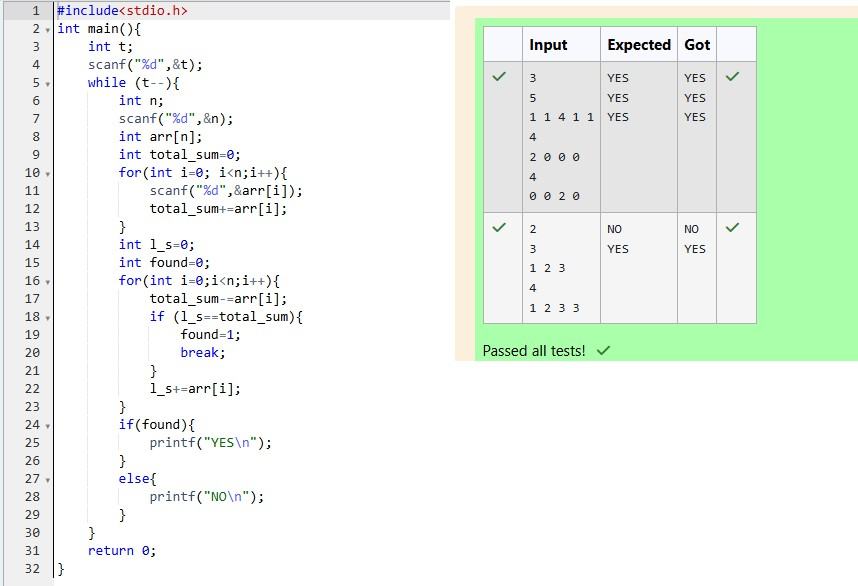 1 #include<stdio.h>
2 int main(){
3 int t;
4 scanf("%d",&t);
5 while (t--){
6 int n;
7 scanf("%d",&n);
8 int arr[n];
9 int total_sum=0;
10 for(int i=0; i<n;i++){
11 scanf("%d",&arr[i]);
12 total_sum+=arr[i];
13 }
14 int l_s=0;
15 int found=0;
16 for(int i=0;i<n;i++){
17 total_sum-=arr[i];
18 if (l_s==total_sum){
19 found=1;
20 break;
21 }
22 l_s+=arr[i];
23 }
24 if(found){
25 printf("YES\n");
26 }
27 else{
28 printf("NO\n");
29 }
30 }
31 return 0;
32 }
Input Expected Got
3 YES YES
5 YES YES
1 1 4 1 1 YES YES
4
2 0 0 0
4
0 0 2 0
2 NO NO
3 YES YES
1 2 3
4
1 2 3 3
Passed all tests!